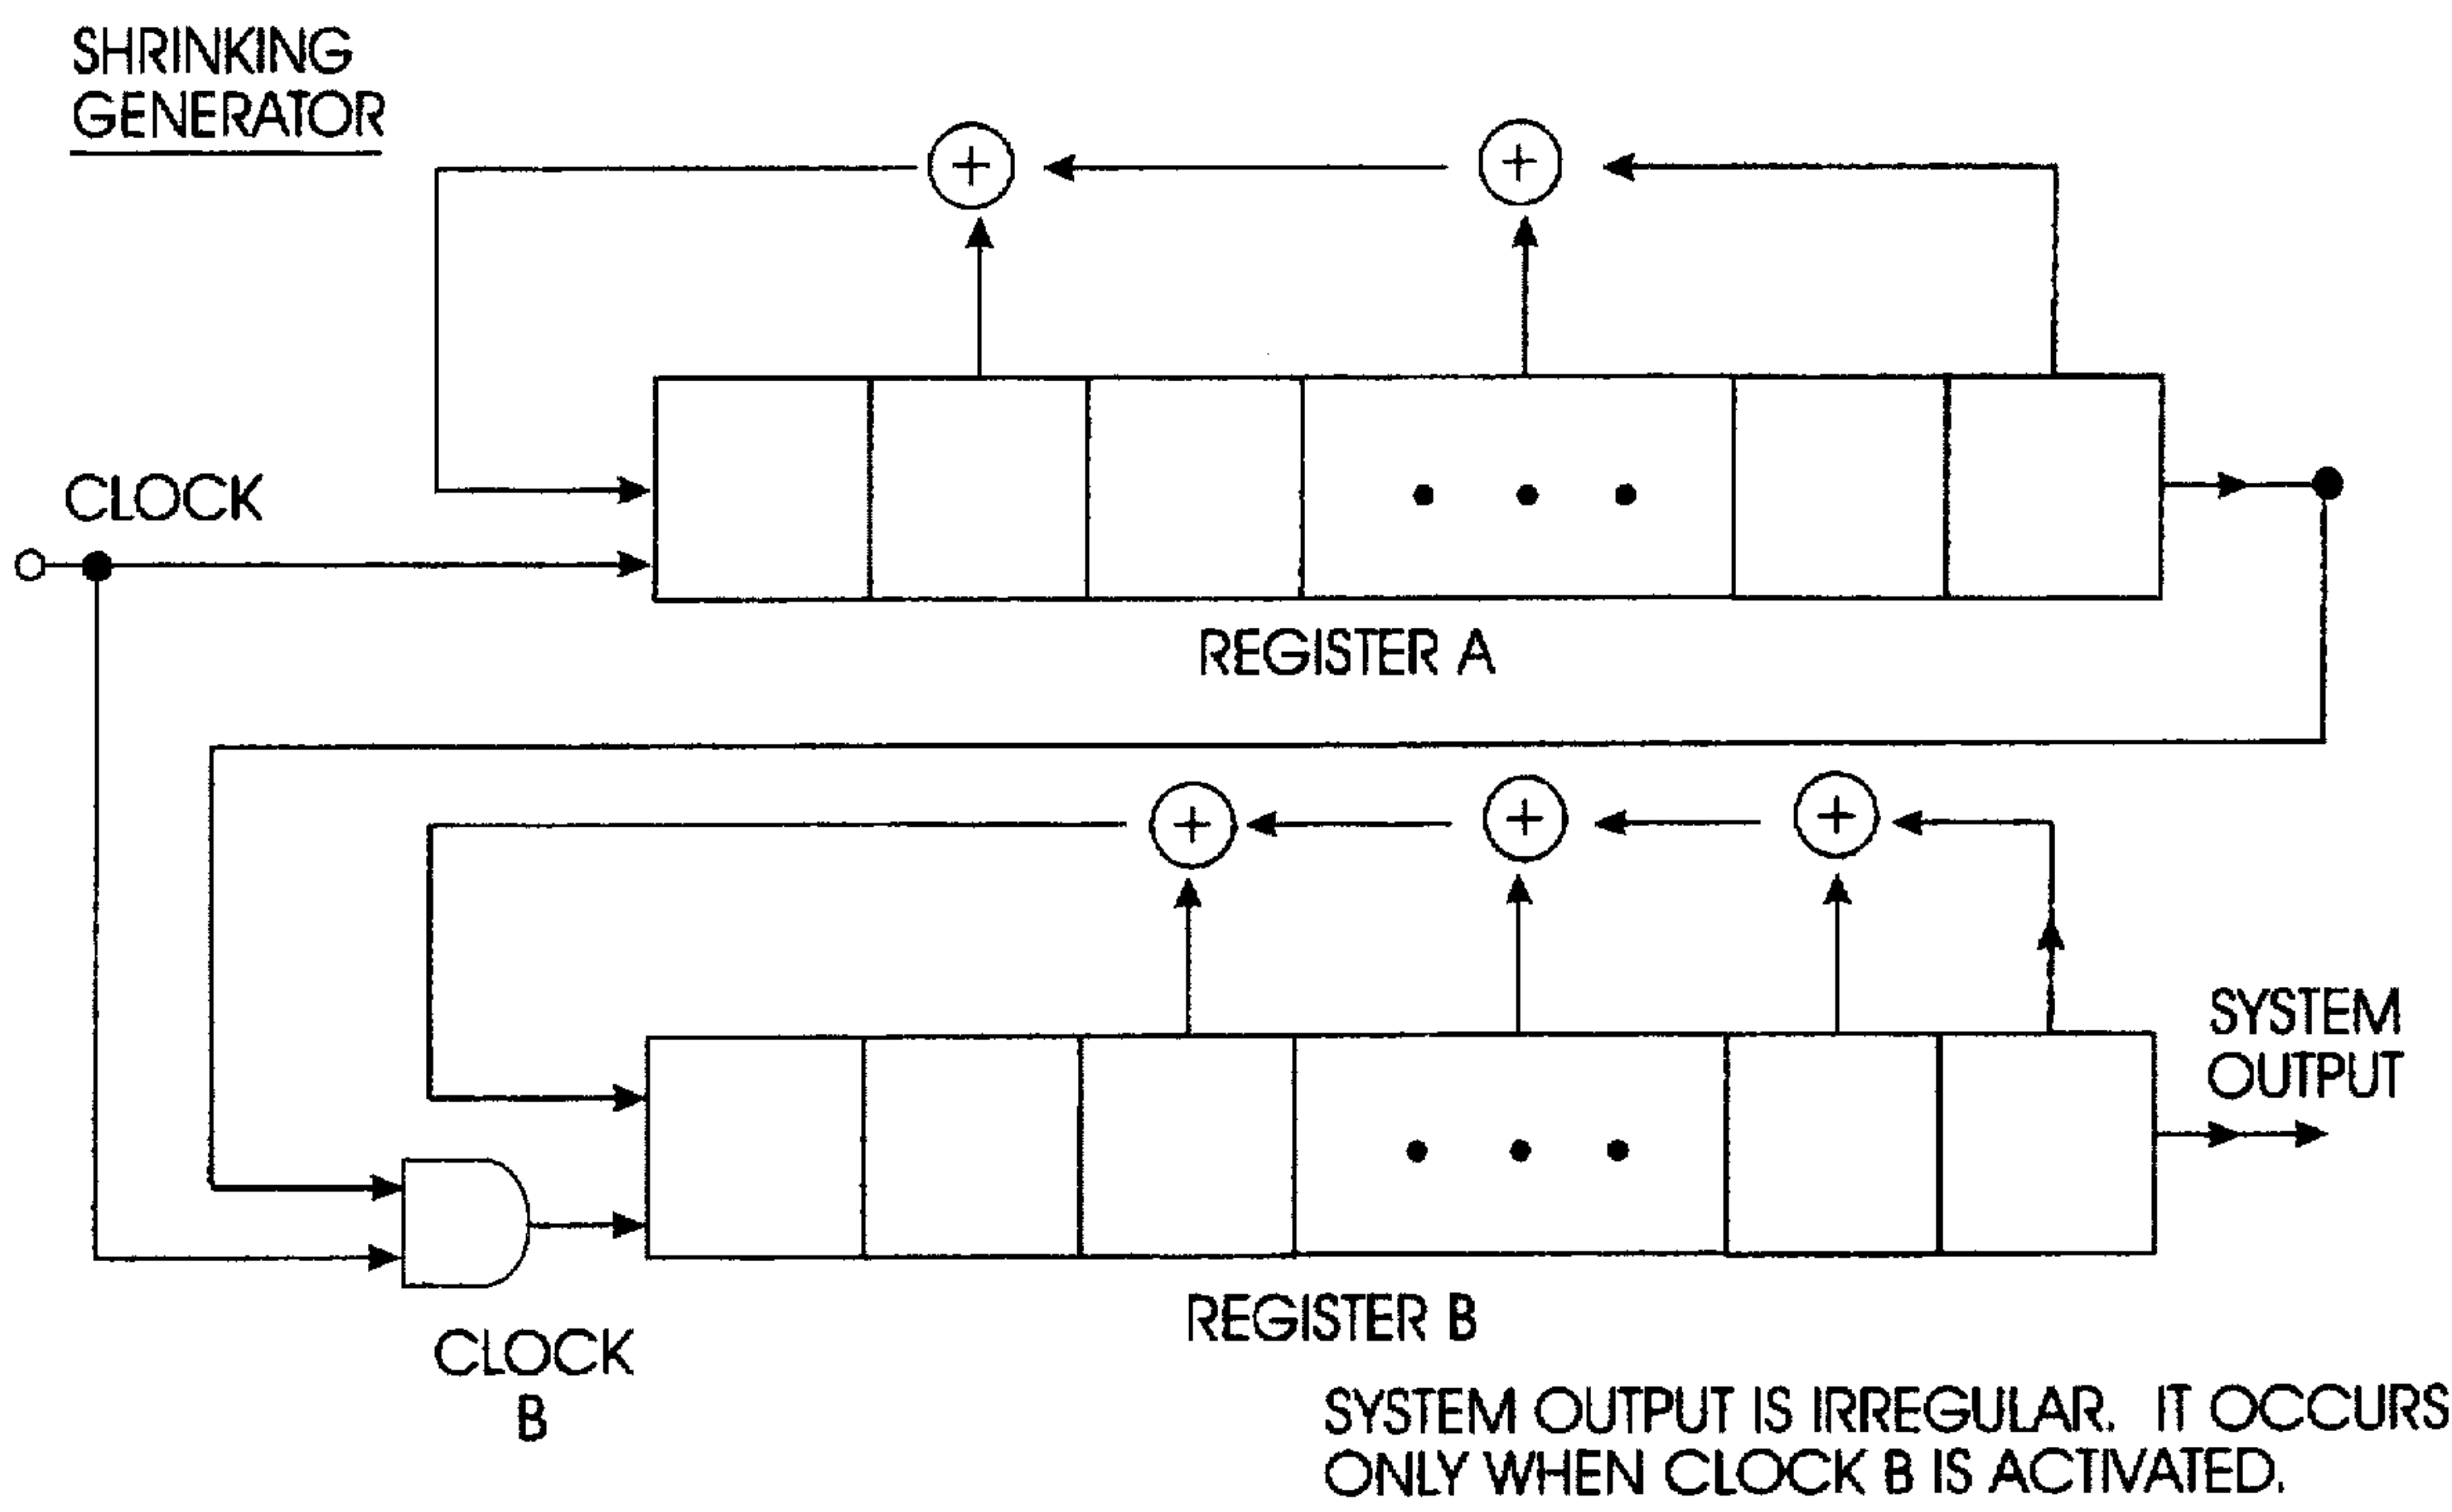 SHRINKING
GENERATOR
CLOCK
REGISTER A
SYSTEM
OUTPUT
REGISTER B
CLOCK
B
SYSTEM OUTPUT IS IRREGULAR. IT OCCURS
ONLY WHEN CLOCK B IS ACTIVATED.